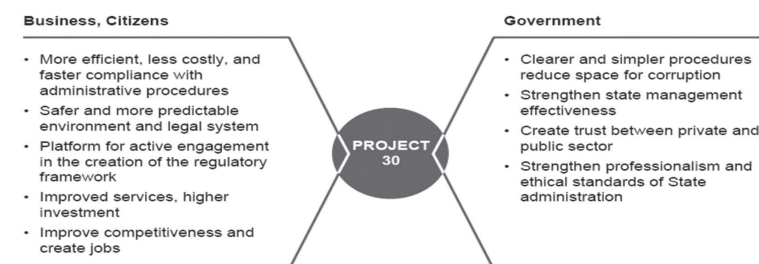 Business, Citizens
• More efficient, less costly, and
faster compliance with
administrative procedures
• Safer and more predictable
environment and legal system
• Platform for active engagement
in the creation of the regulatory
framework
• Improved services, higher
investment
• Improve competitiveness and
create jobs
PROJECT
30
Government
• Clearer and simpler procedures
reduce space for corruption
• Strengthen state management
effectiveness
• Create trust between private and
public sector
• Strengthen professionalism and
ethical standards of State
administration